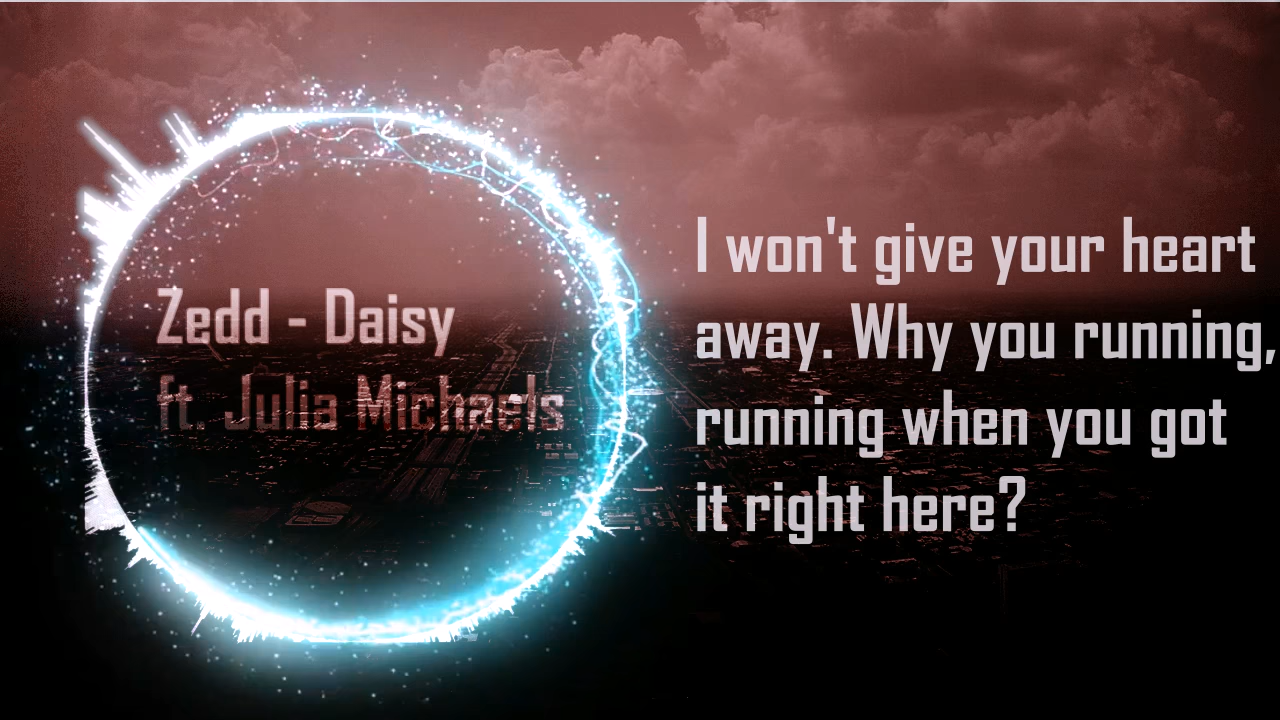 Zedd - Daisy
ft. Julia Michaels
I won't give your heart
away. Why you running,
running when you got
it right here?